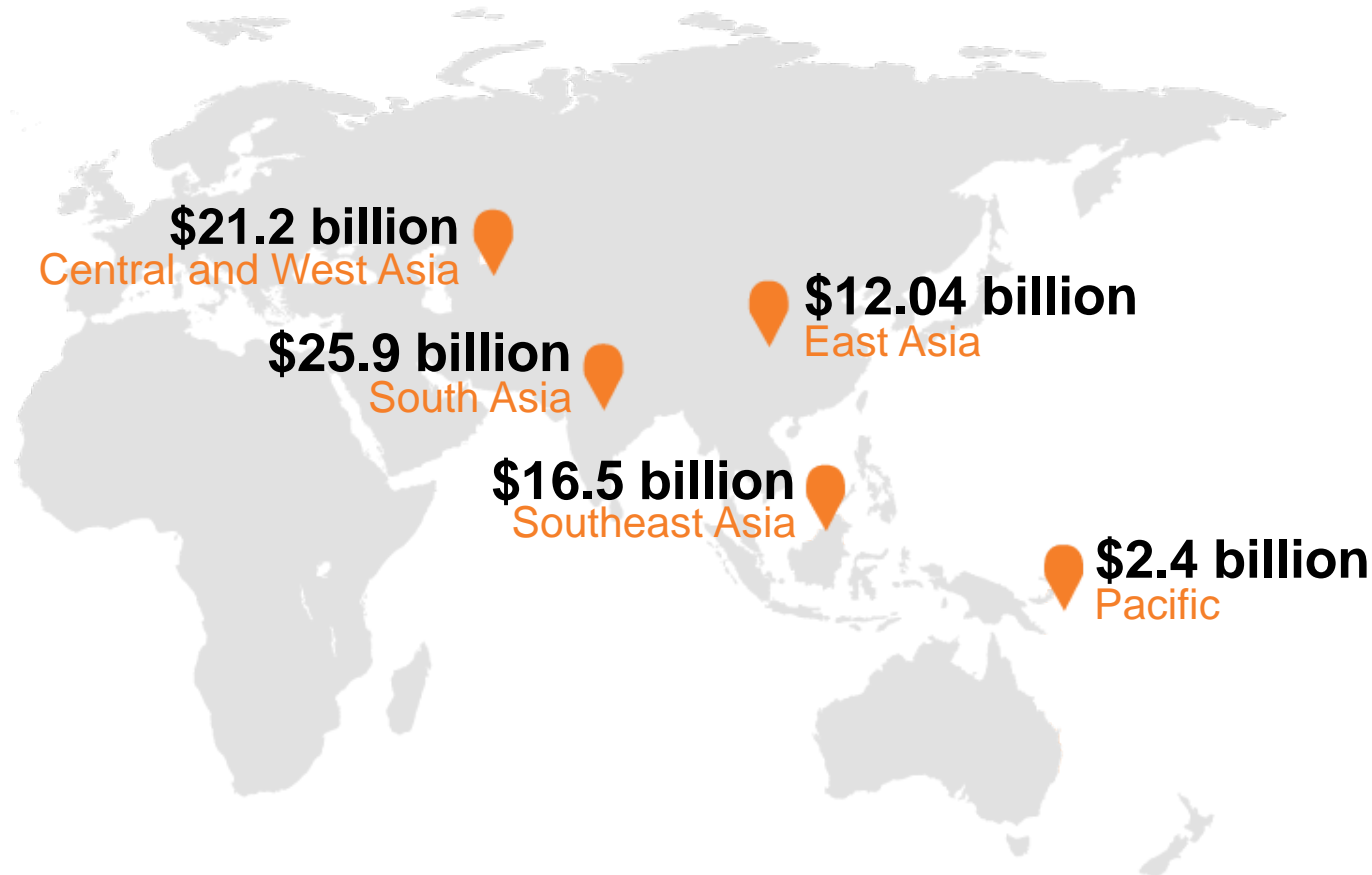 $21.2 billion
Central and West Asia
$12.04 billion
East Asia
$25.9 billion
South Asia
$16.5 billion
Southeast Asia
$2.4 billion
Pacific